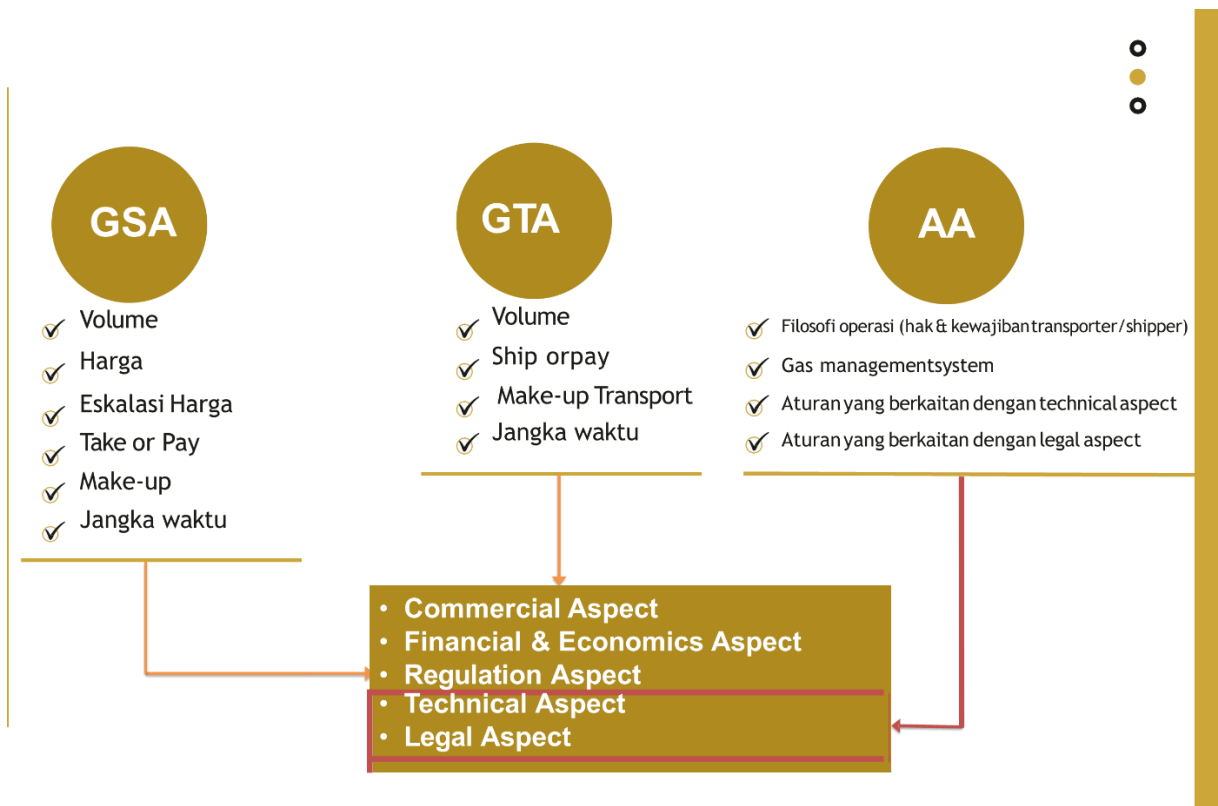 GSA
Volume
Harga
Eskalasi Harga
Take or Pay
Make-up
Jangka waktu
GTA
Volume
Ship orpay
Make-up Transport
Jangka waktu
AA
Filosofi operasi (hak & kewajibantransporter/shipper)
Gas managementsystem
Aturan yang berkaitan dengan technical aspect
Aturan yang berkaitan dengan legal aspect
• Commercial Aspect
• Financial & Economics Aspect
• Regulation Aspect
• Technical Aspect
• Legal Aspect